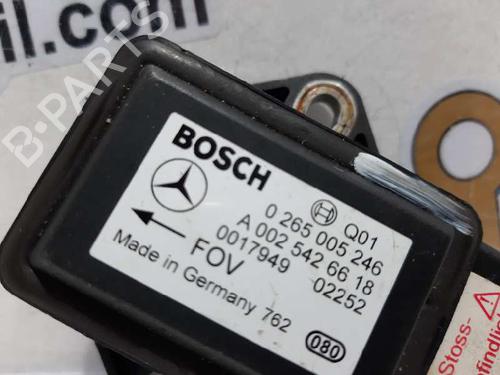 il.com
B-PARTS
BOSCH
Q01
0 265 005 246
A 002 542 66 18
0017949 02252
FOV
Made in Germany 762
080
Stoss-